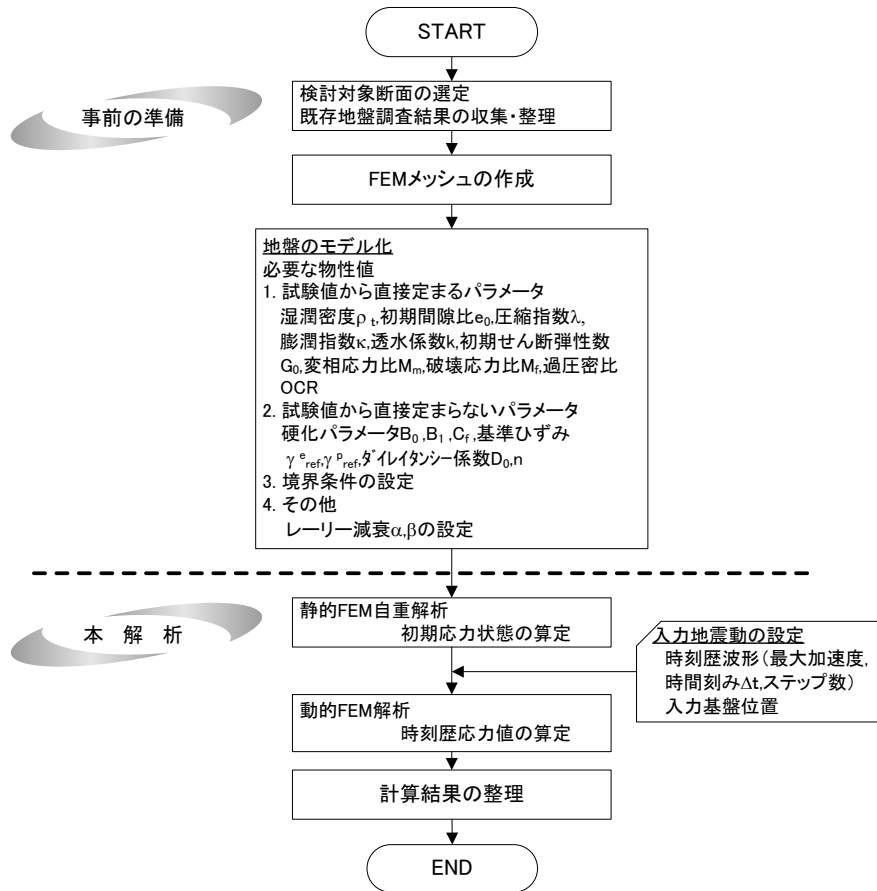 START
事前の準備
検討対象断面の選定
既存地盤調査結果の収集・整理
FEMメッシュの作成
地盤のモデル化
必要な物性値
1. 試験値から直接定まるパラメータ
湿潤密度ρt,初期間隙比e0,圧縮指数λ,
膨潤指数κ,透水係数k,初期せん断弾性数
G0,変相応力比Mm,破壊応力比Mf,過圧密比
OCR
2. 試験値から直接定まらないパラメータ
硬化パラメータB0,B1,Cf,基準ひずみ
γeref,γpref,ダイレイタンシー係数D0,n
3. 境界条件の設定
4. その他
レーリー減衰α,βの設定
本 解 析
静的FEM自重解析
初期応力状態の算定
入力地震動の設定
時刻歴波形(最大加速度,
時間刻みΔt,ステップ数)
入力基盤位置
動的FEM解析
時刻歴応力値の算定
計算結果の整理
END